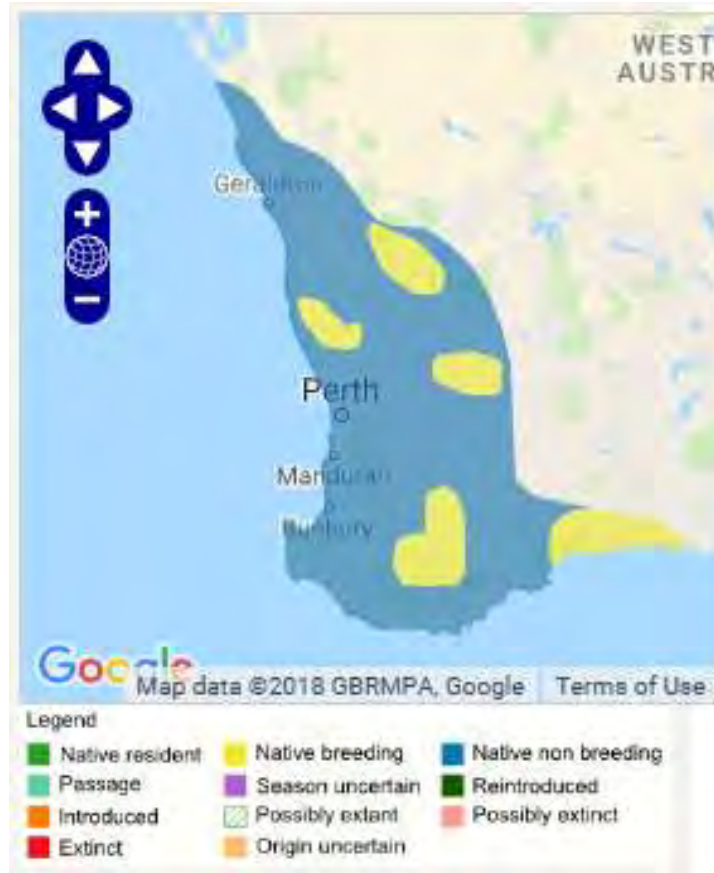 WEST
AUSTR
Geraldton
Perth
Mandurah
Bunbury
Google
Map data ©2018 GBRMPA, Google Terms of Use
Legend
Native resident Native breeding Native non breeding
Passage Season uncertain Reintroduced
Introduced Possibly extant Possibly extinct
Extinct Origin uncertain